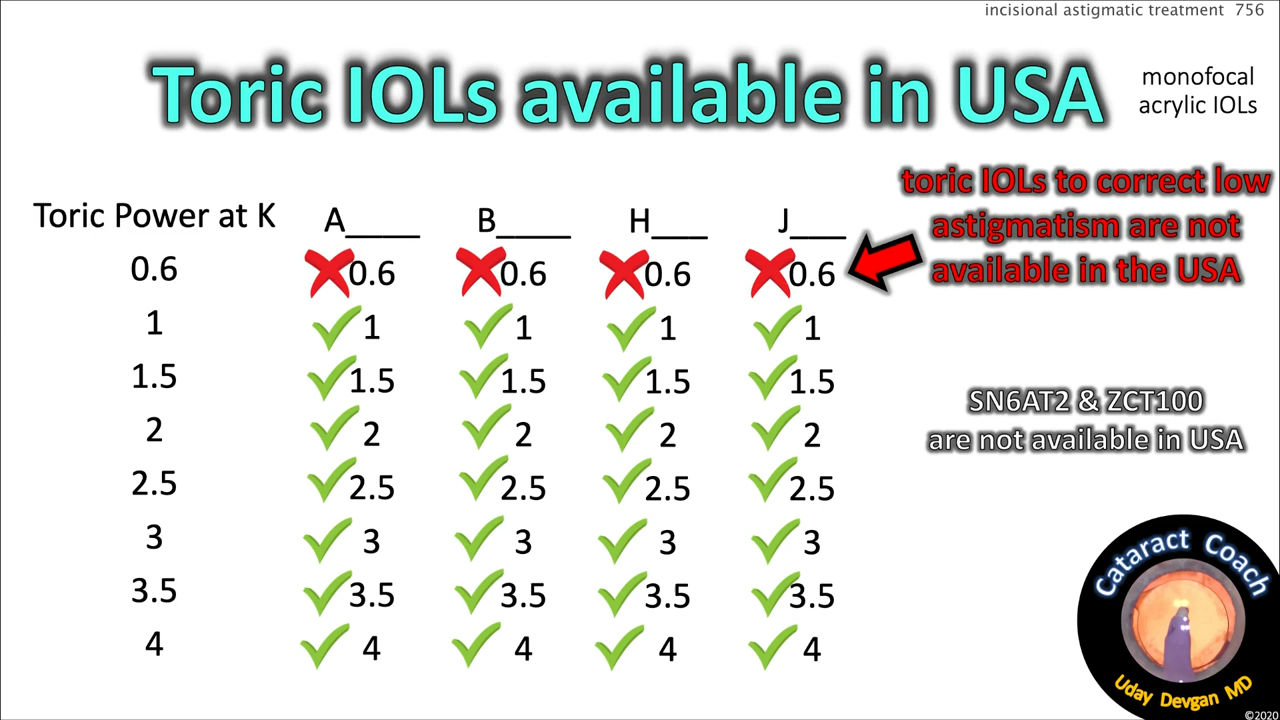 incisional astigmatic treatment 756
Toric IOLs available in USA
monofocal
acrylic IOLs
toric IOLs to correct low
astigmatism are not
available in the USA
Toric Power at K A____ B____ H___ J___
0.6 0.6 0.6 0.6 0.6
1 1 1 1 1
1.5 1.5 1.5 1.5 1.5
2 2 2 2 2
2.5 2.5 2.5 2.5 2.5
3 3 3 3 3
3.5 3.5 3.5 3.5 3.5
4 4 4 4 4
SN6AT2 & ZCT100
are not available in USA
Cataract Coach
Uday Devgan MD
©2020